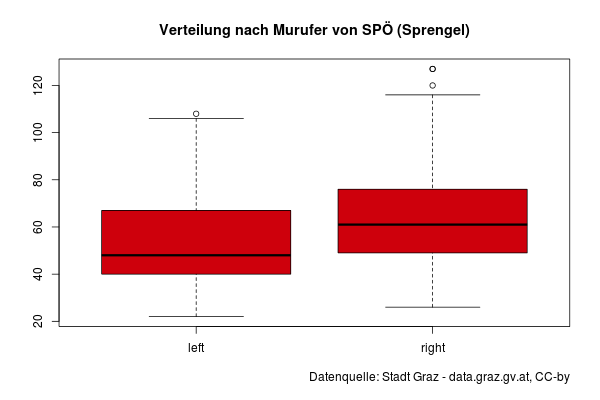 Verteilung nach Murufer von SPÖ (Sprengel)
120
100
80
60
40
20
left right
Datenquelle: Stadt Graz - data.graz.gv.at, CC-by